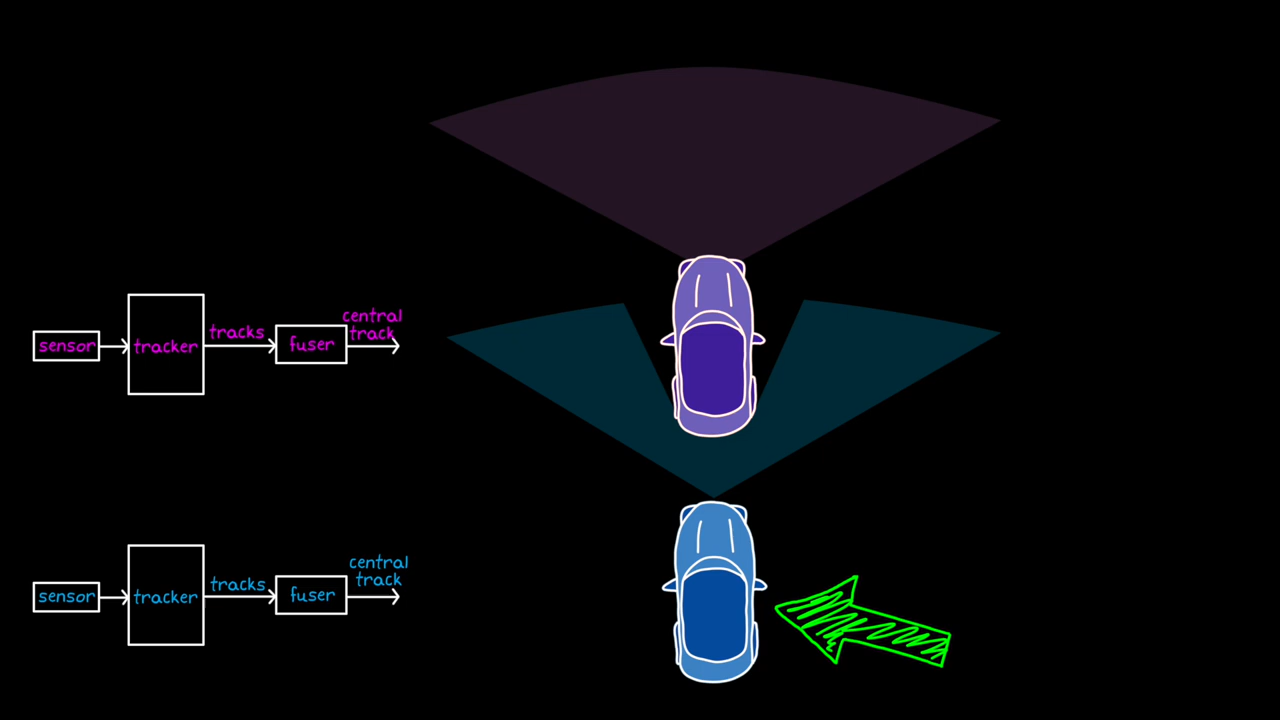 central
track
tracks
sensor
tracker
fuser
central
track
tracks
sensor
tracker
fuser